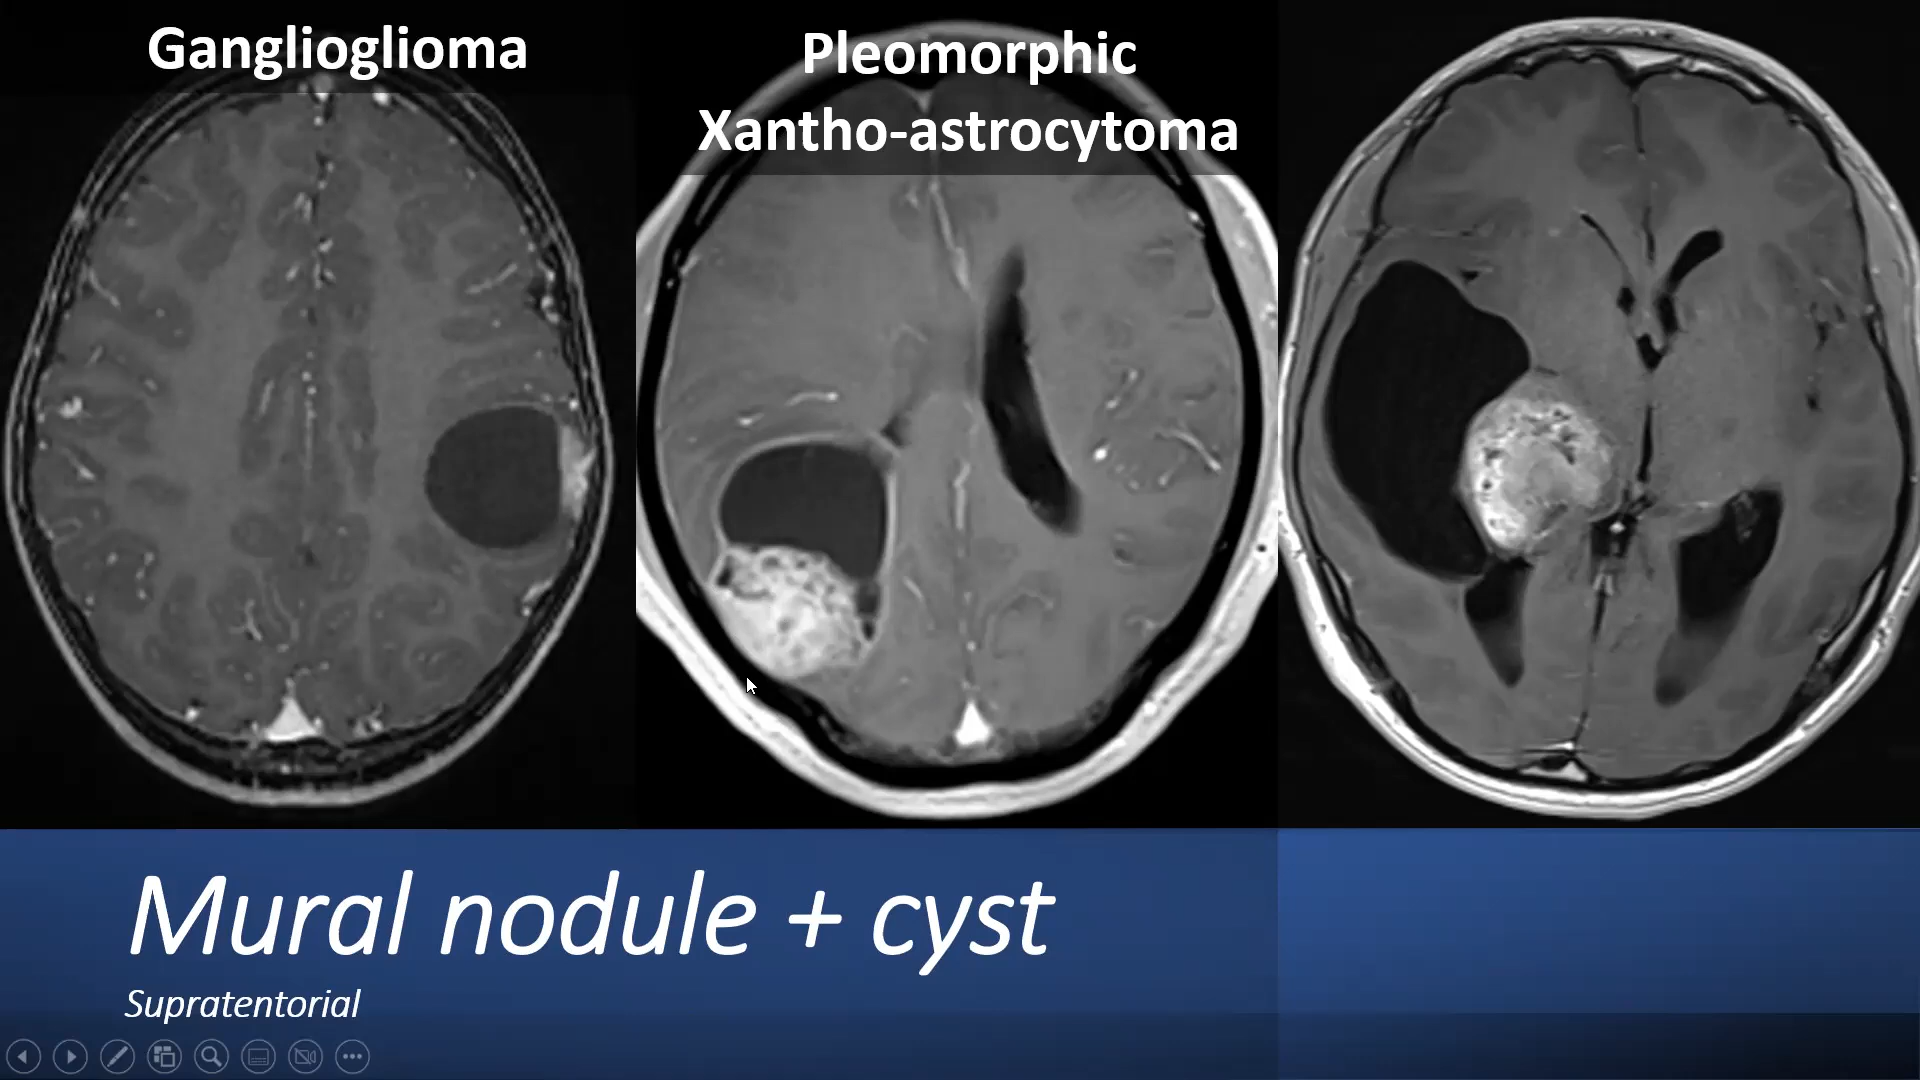 Ganglioglioma
Pleomorphic
Xantho-astrocytoma
Mural nodule + cyst
Supratentorial